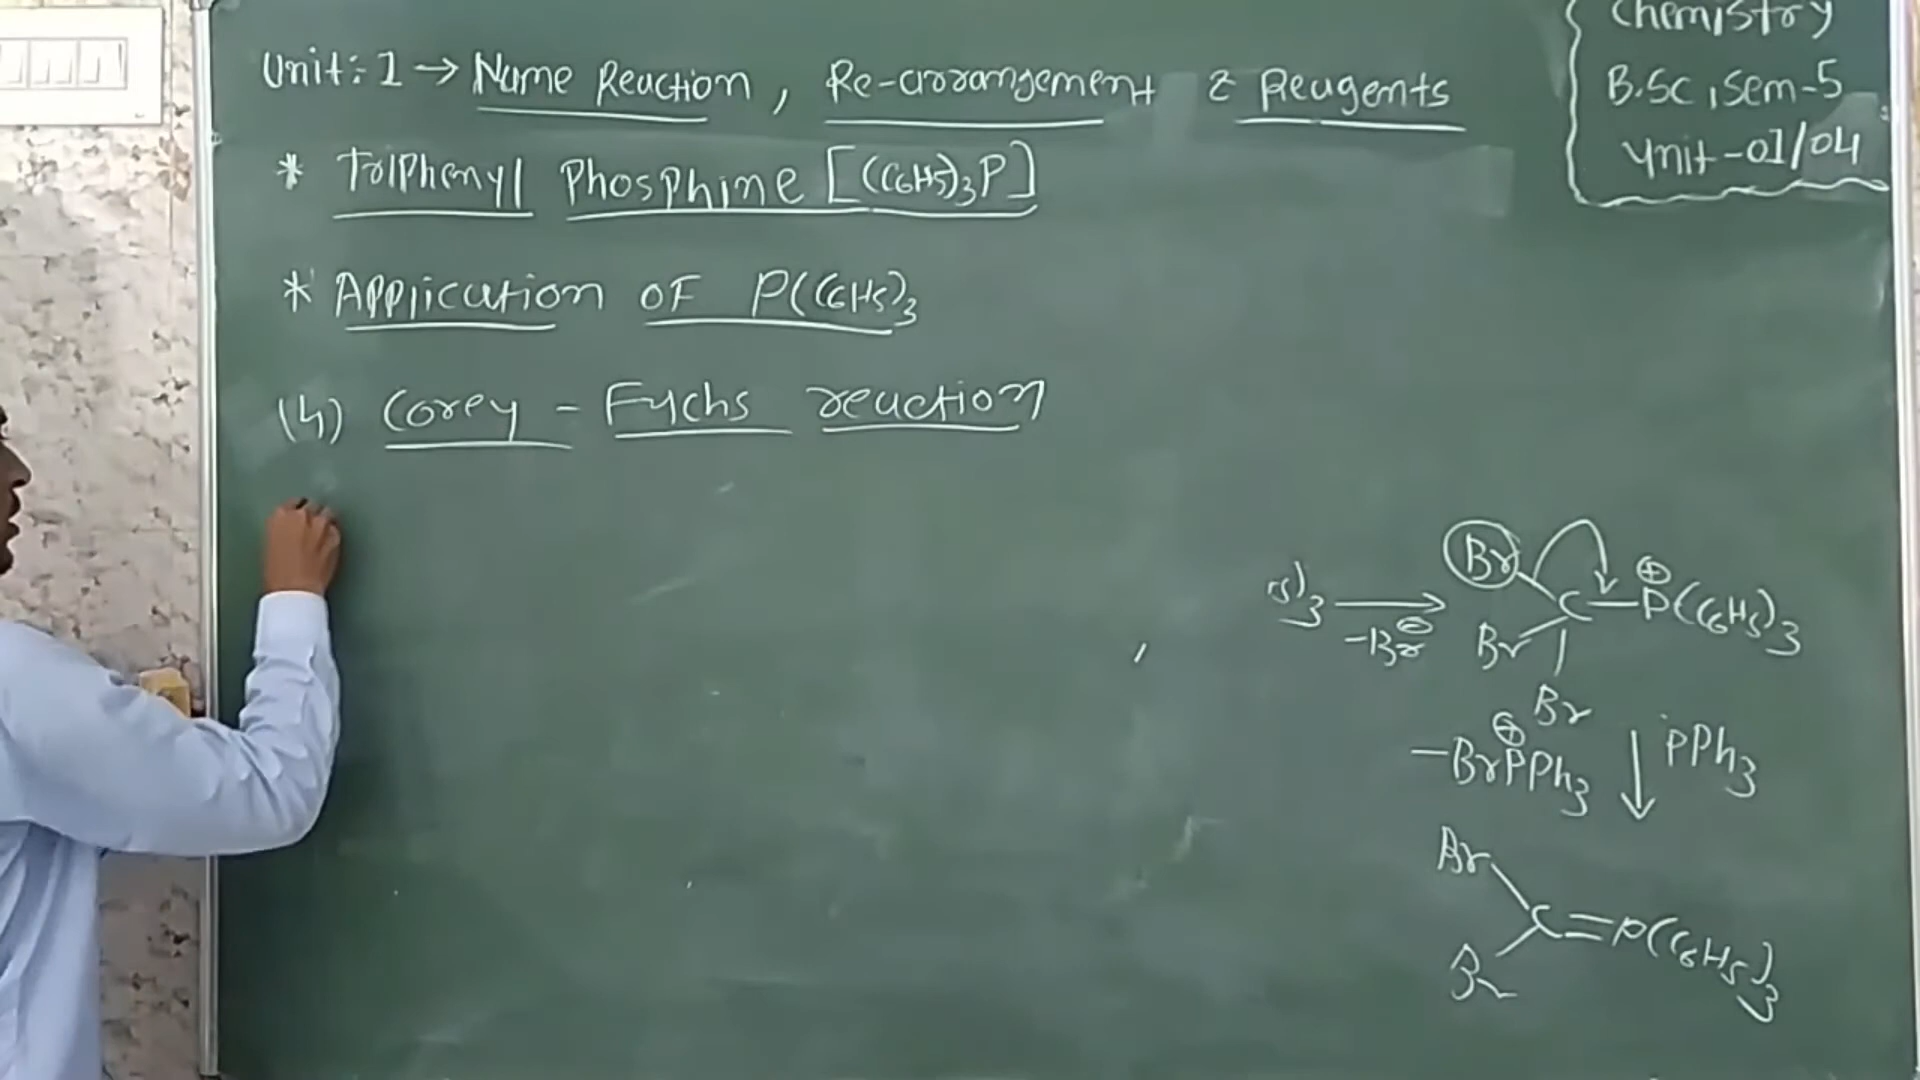 Chemistry
B.Sc, Sem-5
Unit-01/04
Unit:1 → Name Reaction, Re-arrangement & Reagents
* Triphenyl Phosphine [(C6H5)3P]
* Application OF P(C6H5)3
(4) Corey - Fuchs reaction
5)3 → Br C — P⊕(C6H5)3
-Br⊖ Br
Br
-Br⊕PPh3 ↓ PPh3
Br
C=P(C6H5)3
Br